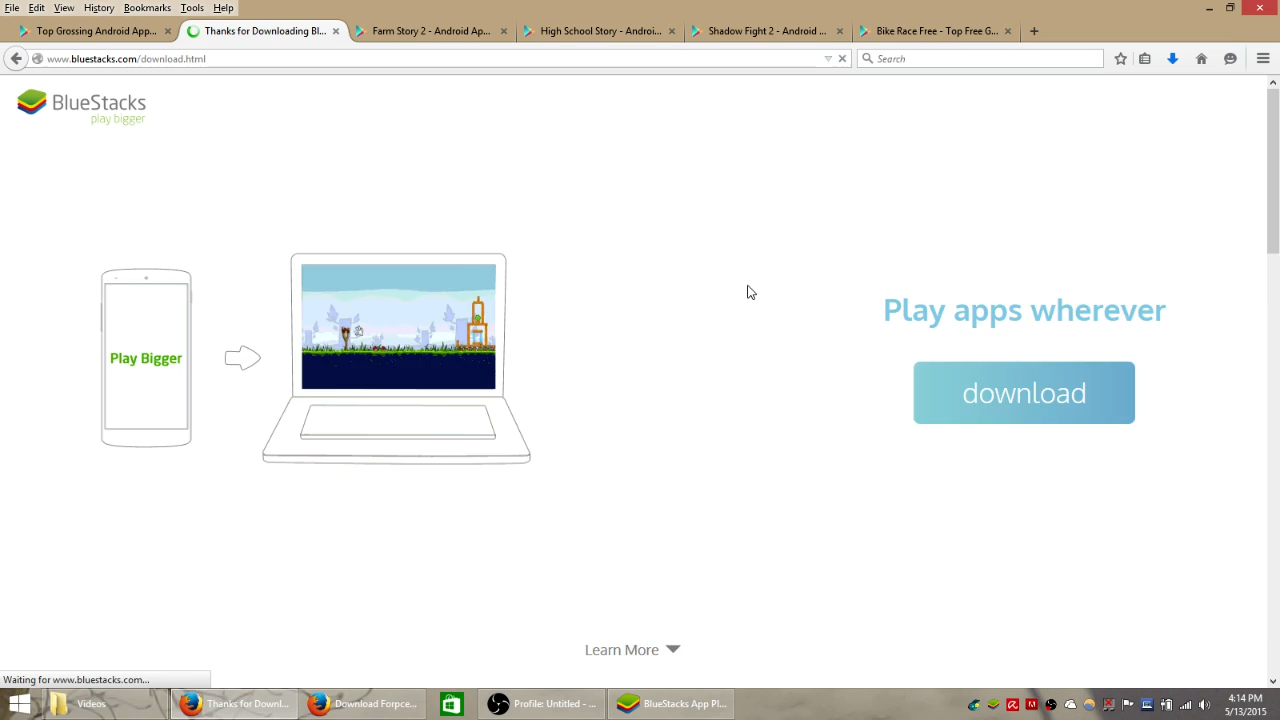 File Edit View History Bookmarks Tools Help
Top Grossing Android App...
Thanks for Downloading Bl...
Farm Story 2 - Android Ap...
High School Story - Androi...
Shadow Fight 2 - Android ...
Bike Race Free - Top Free G...
www.bluestacks.com/download.html
Search
BlueStacks
play bigger
Play Bigger
Play apps wherever
download
Learn More
Waiting for www.bluestacks.com...
Videos
Thanks for Downl...
Download Forpce...
Profile: Untitled - ...
BlueStacks App Pl...
4:14 PM
5/13/2015